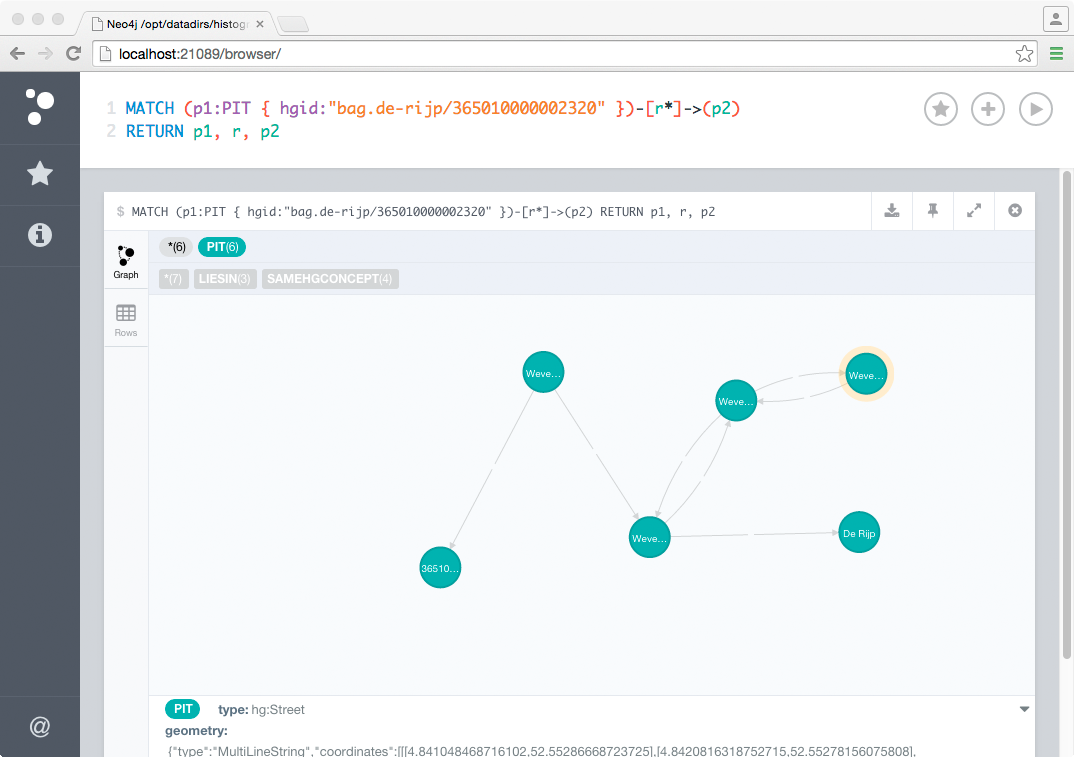 Neo4j /opt/datadirs/histog
localhost:21089/browser/
1 MATCH (p1:PIT { hgid:"bag.de-rijp/365010000002320" })-[r*]->(p2)
2 RETURN p1, r, p2
$ MATCH (p1:PIT { hgid:"bag.de-rijp/365010000002320" })-[r*]->(p2) RETURN p1, r, p2
*(6) PIT(6)
Graph
*(7) LIESIN(3) SAMEHGCONCEPT(4)
Rows
Weve...
Weve...
Weve...
Weve...
De Rijp
36510...
@
PIT type: hg:Street
geometry:
{"type":"MultiLineString","coordinates":[[[4.841048468716102,52.55286668723725],[4.8420816318752715,52.55278156075808],